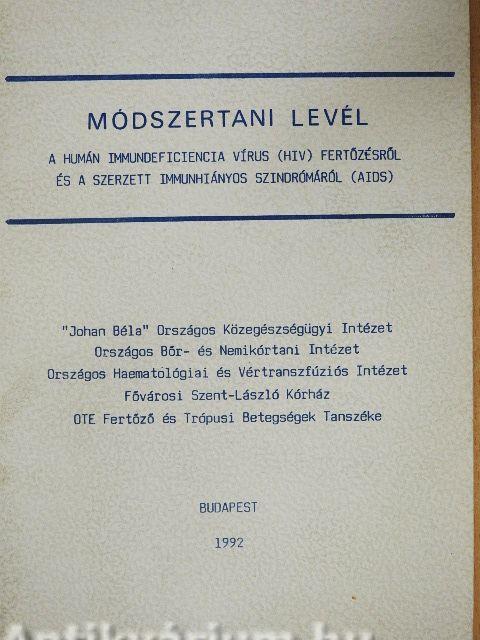 MÓDSZERTANI LEVÉL
A HUMÁN IMMUNDEFICIENCIA VÍRUS (HIV) FERTŐZÉSRŐL
ÉS A SZERZETT IMMUNHIÁNYOS SZINDRÓMÁRÓL (AIDS)
"Johan Béla" Országos Közegészségügyi Intézet
Országos Bőr- és Nemikórtani Intézet
Országos Haematológiai és Vértranszfúziós Intézet
Fővárosi Szent-László Kórház
OTE Fertőző és Trópusi Betegségek Tanszéke
BUDAPEST
1992
Antikvárium.hu